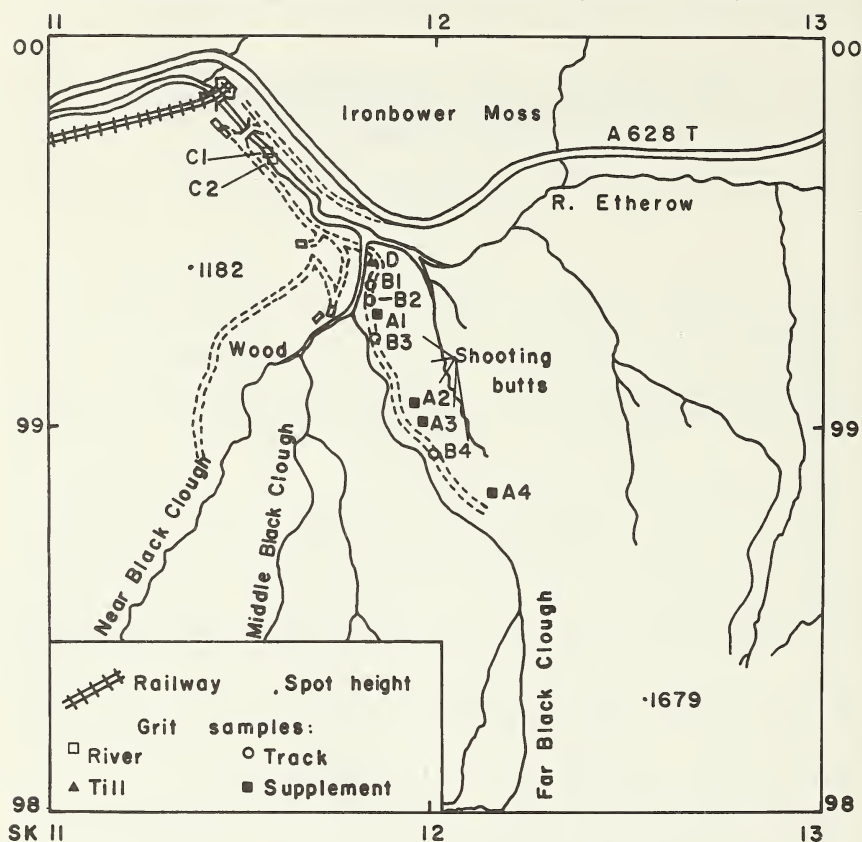 11 12 13
00 00
Ironbower Moss
A 628 T
C1
C2
R. Etherow
D
·1182
B1
B2
A1
B3
Wood
Shooting
butts
A2
99 A3 99
B4
A4
Near Black Clough
Middle Black Clough
Far Black Clough
Railway .Spot height
·1679
Grit samples:
River Track
Till Supplement
98 98
SK 11 12 13